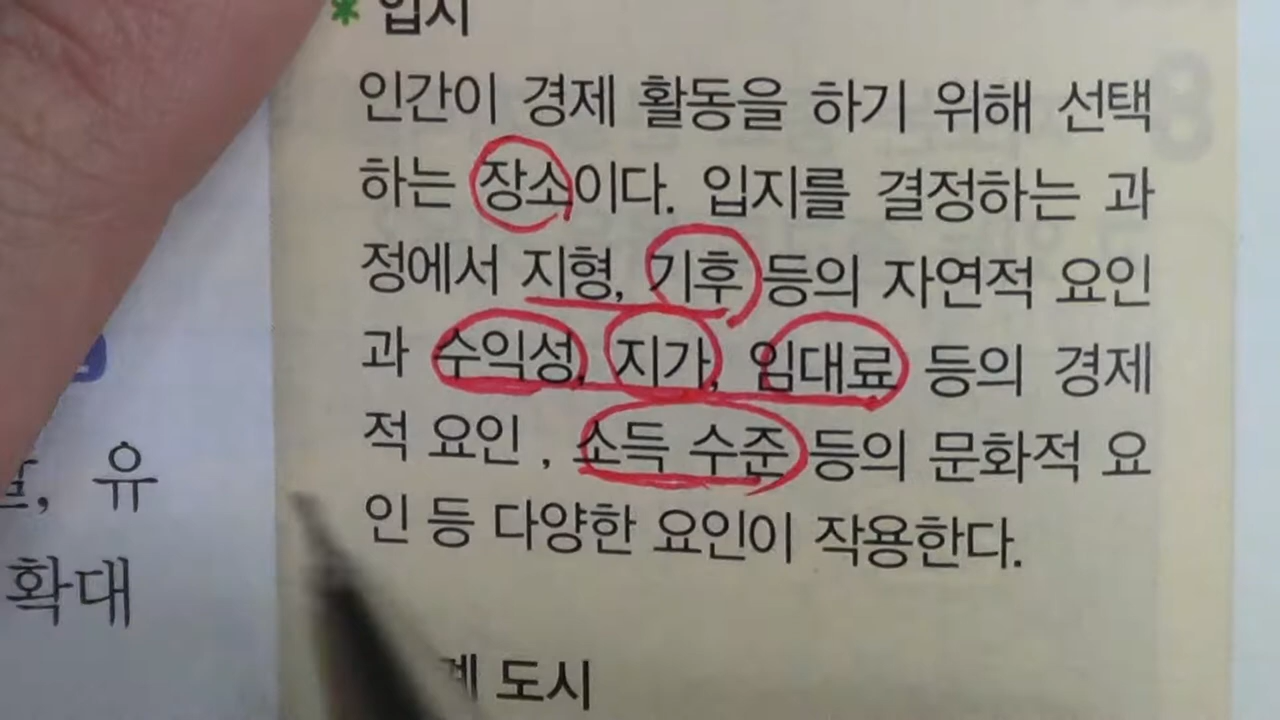 * 입지
인간이 경제 활동을 하기 위해 선택
하는 장소이다. 입지를 결정하는 과
정에서 지형, 기후 등의 자연적 요인
과 수익성, 지가, 임대료 등의 경제
적 요인 , 소득 수준 등의 문화적 요
인 등 다양한 요인이 작용한다.
유
확대
도시